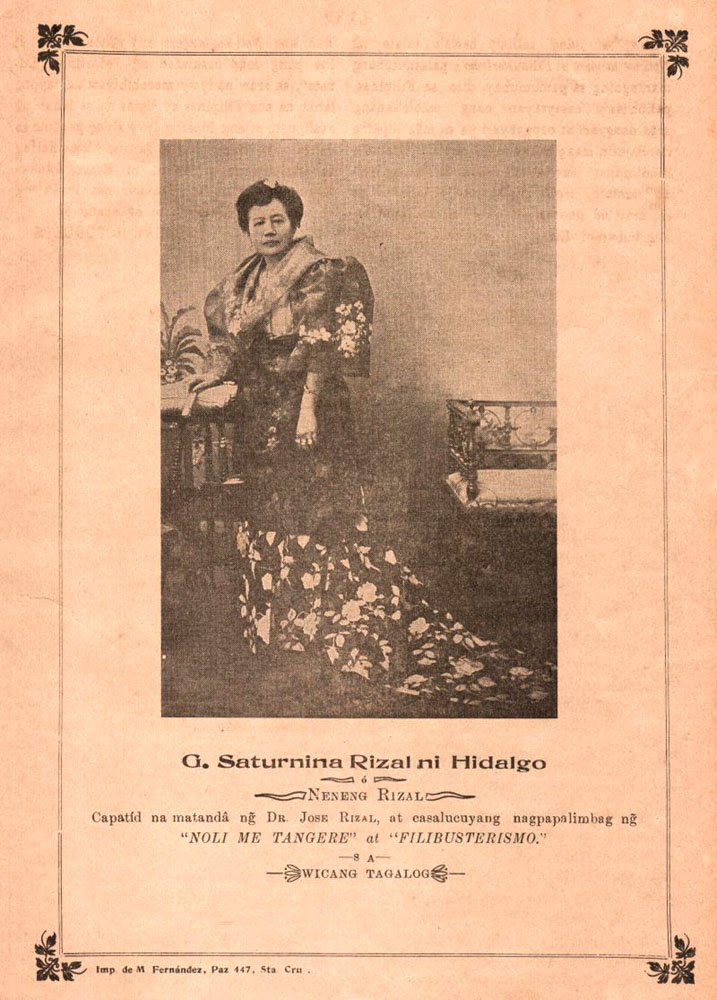 G. Saturnina Rizal ni Hidalgo
ó
NENENG RIZAL
Capatíd na matandâ ng̃ DR. JOSE RIZAL, at casalucuyang nagpapalimbag ng̃
“NOLI ME TANGERE” at “FILIBUSTERISMO.”
—S A—
WICANG TAGALOG
Imp. de M Fernández, Paz 447, Sta Cru .